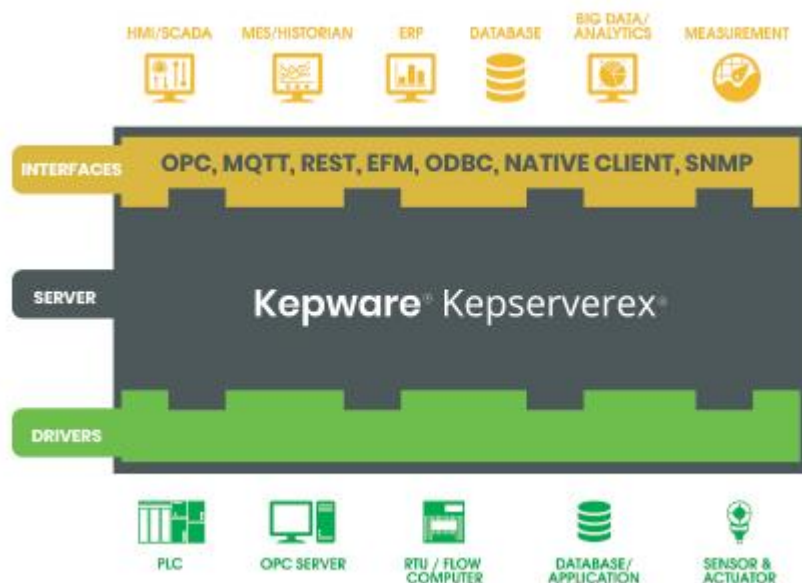 HMI/SCADA
MES/HISTORIAN
ERP
DATABASE
BIG DATA/
ANALYTICS
MEASUREMENT
INTERFACES
OPC, MQTT, REST, EFM, ODBC, NATIVE CLIENT, SNMP
SERVER
Kepware® Kepserverex®
DRIVERS
PLC
OPC SERVER
RTU / FLOW
COMPUTER
DATABASE/
APPLICATION
SENSOR &
ACTUATOR